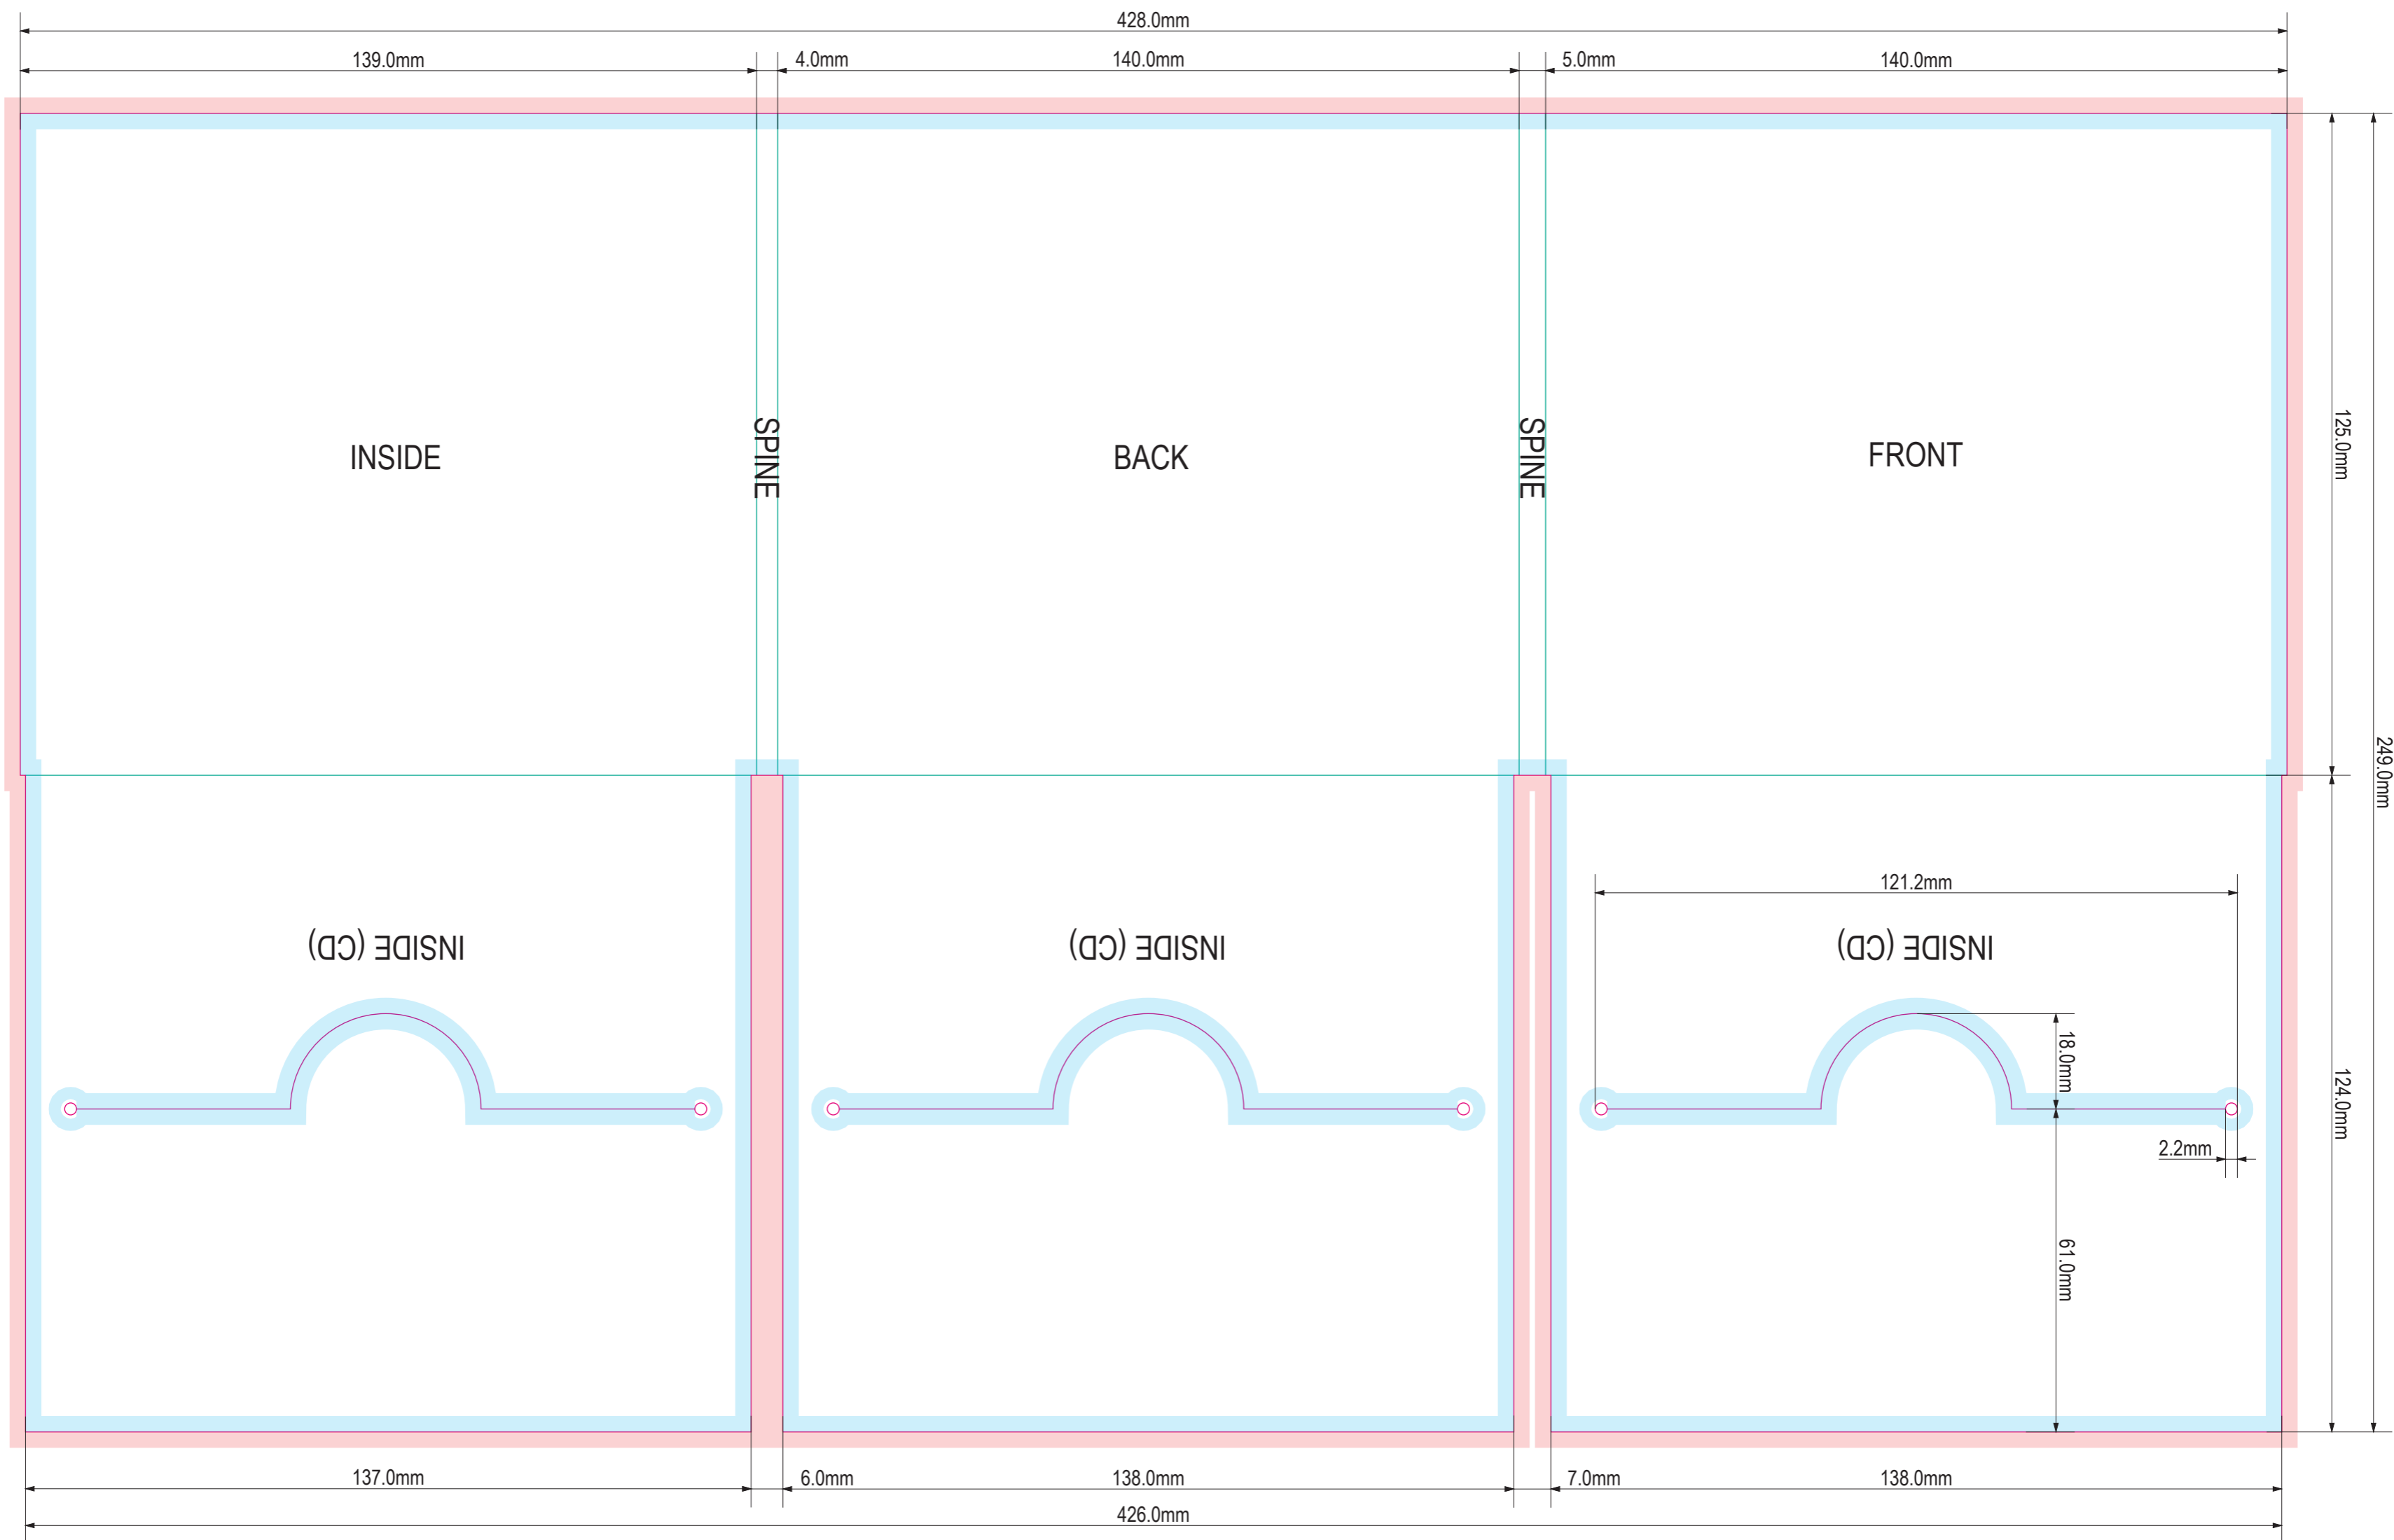 428.0mm
139.0mm
4.0mm
140.0mm
5.0mm
140.0mm
INSIDE
SPINE
BACK
SPINE
FRONT
125.0mm
249.0mm
121.2mm
INSIDE (CD)
INSIDE (CD)
INSIDE (CD)
18.0mm
124.0mm
2.2mm
61.0mm
137.0mm
6.0mm
138.0mm
7.0mm
138.0mm
426.0mm